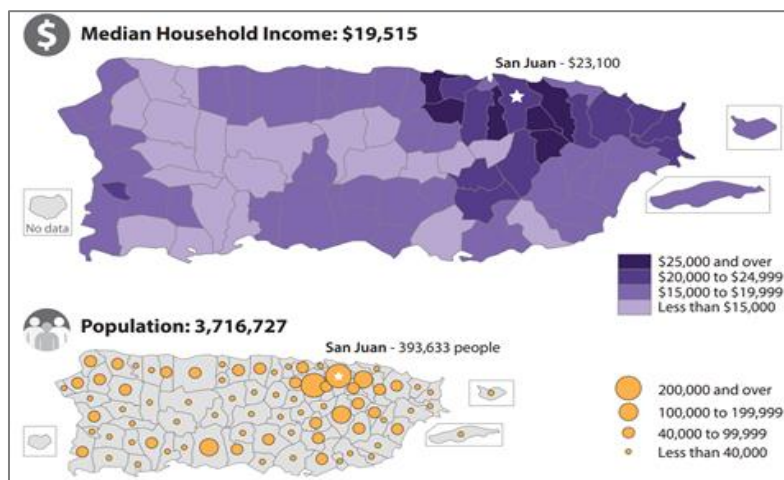 $
Median Household Income: $19,515
San Juan - $23,100
No data
$25,000 and over
$20,000 to $24,999
$15,000 to $19,999
Less than $15,000
Population: 3,716,727
San Juan - 393,633 people
200,000 and over
100,000 to 199,999
40,000 to 99,999
Less than 40,000